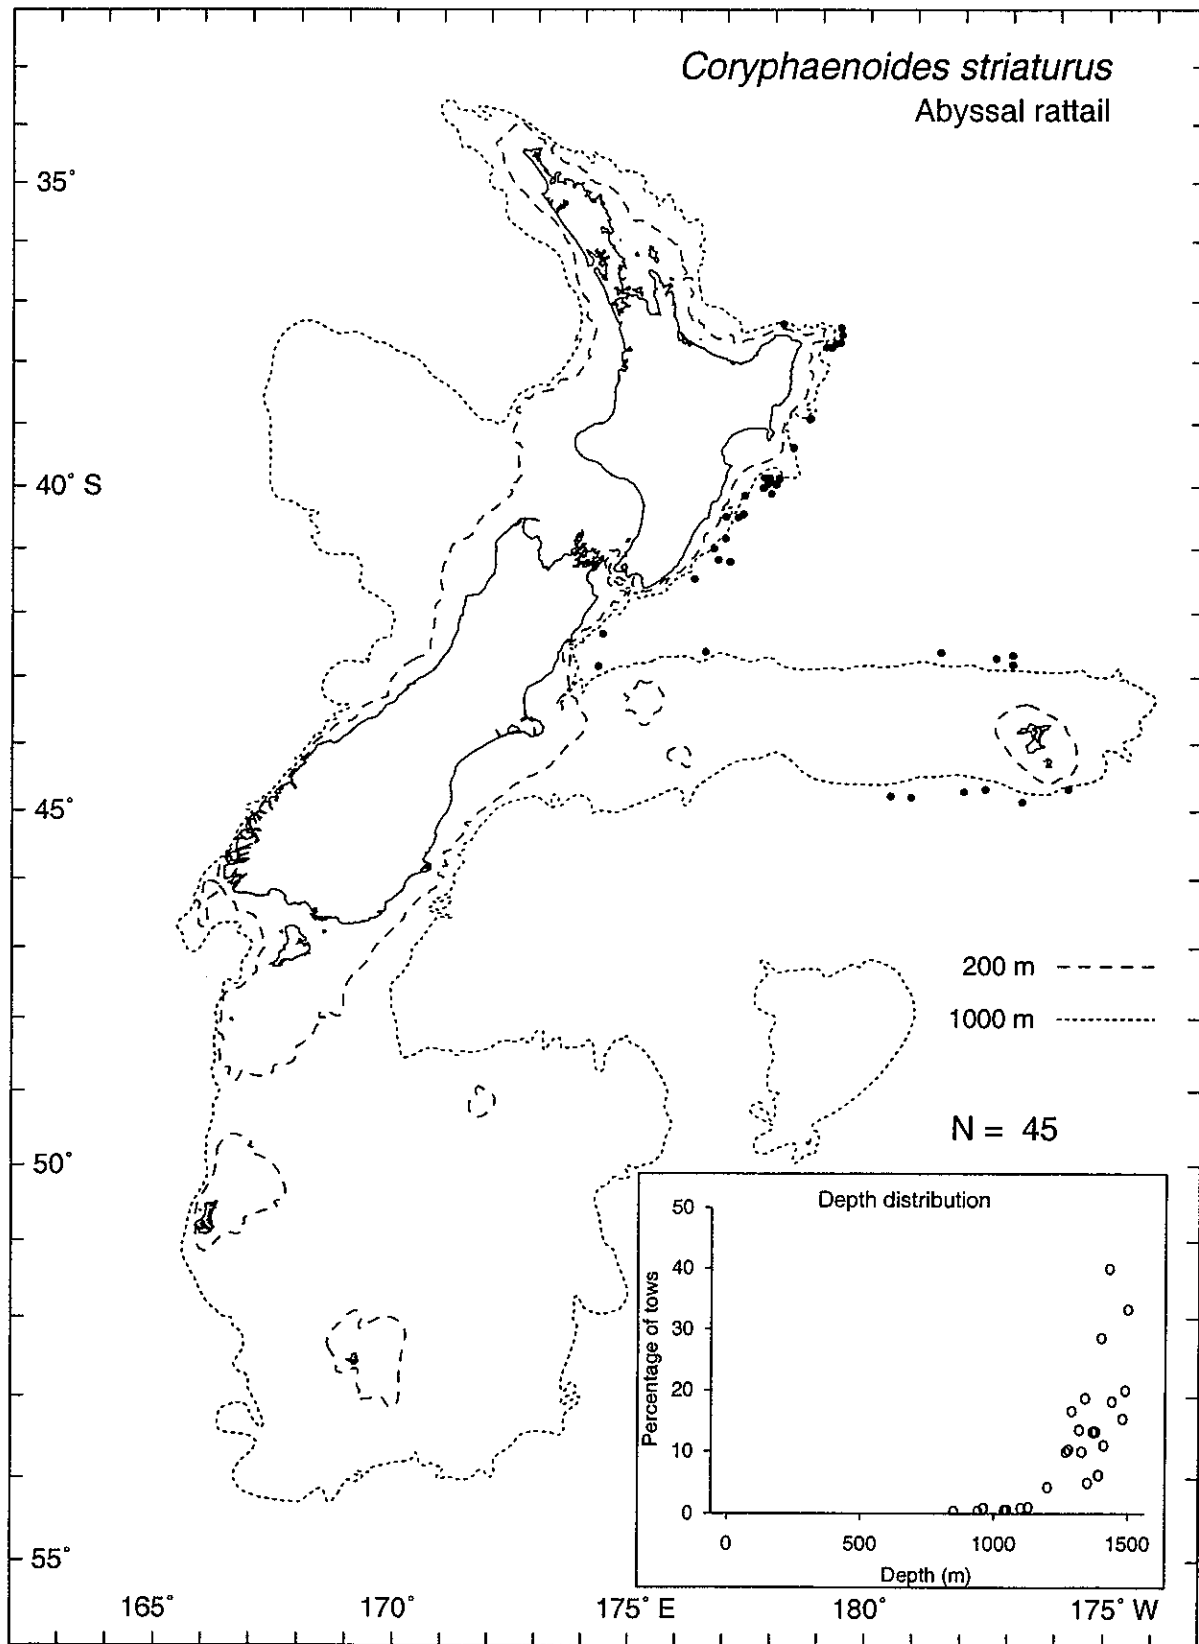 Coryphaenoides striaturus
Abyssal rattail
35°
40° S
45°
200 m
1000 m
N = 45
50°
55°
Depth distribution
Percentage of tows
50
40
30
20
10
0
0 500 1000 1500
Depth (m)
165° 170° 175° E 180° 175° W